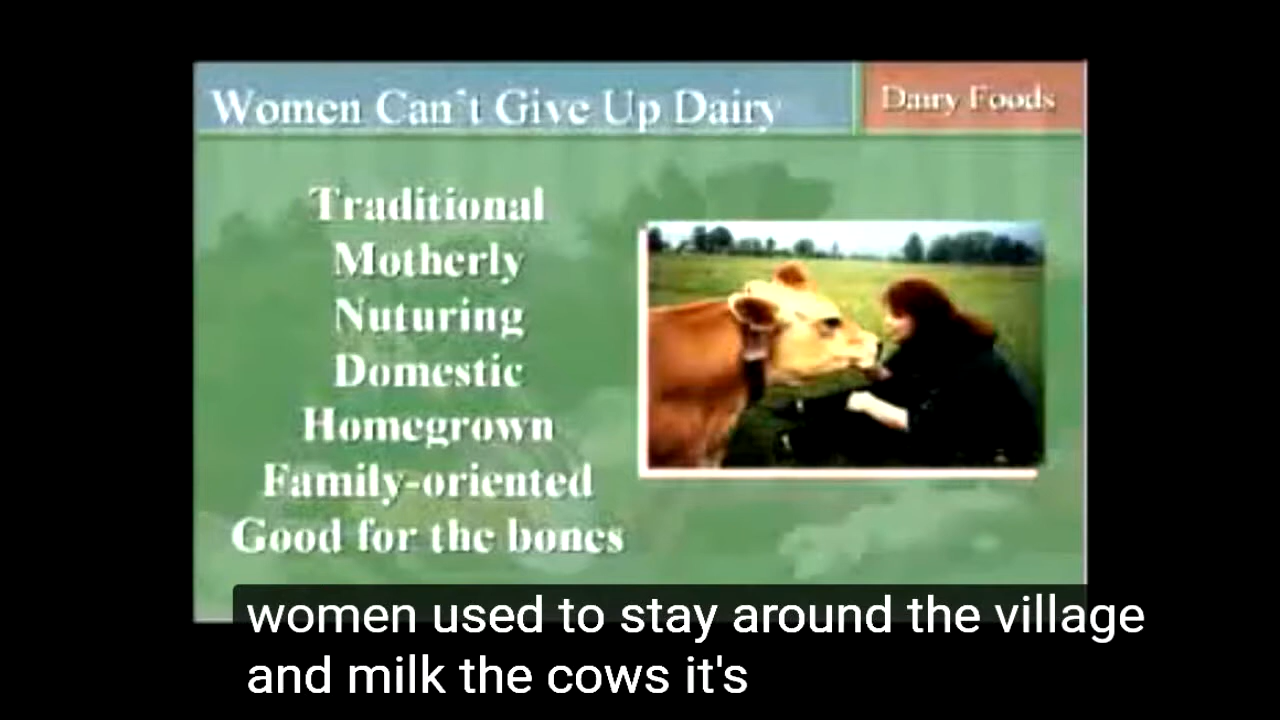 Women Can't Give Up Dairy
Dairy Foods
Traditional
Motherly
Nuturing
Domestic
Homegrown
Family-oriented
Good for the bones
women used to stay around the village
and milk the cows it's